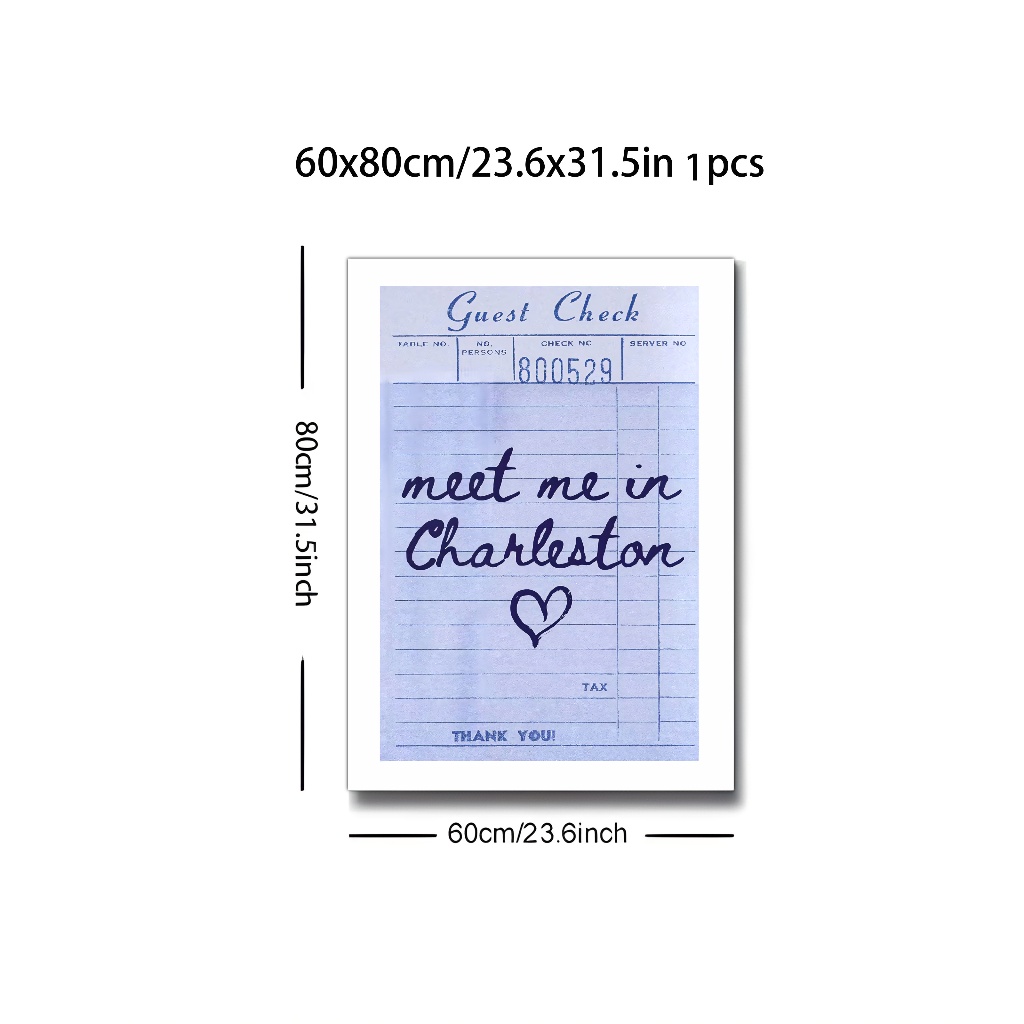 60x80cm/23.6x31.5in 1pcs
80cm/31.5inch
Guest Check
TABLE NO. NO. PERSONS CHECK NO SERVER NO
800529
meet me in
Charleston
TAX
THANK YOU!
60cm/23.6inch